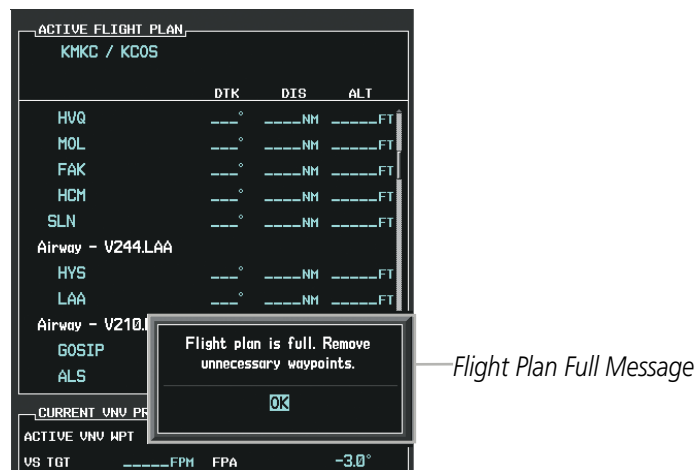 ACTIVE FLIGHT PLAN
KMKC / KCOS
DTK DIS ALT
HVQ ___° ____NM _____FT
MOL ___° ____NM _____FT
FAK ___° ____NM _____FT
HCM ___° ____NM _____FT
SLN ___° ____NM _____FT
Airway - V244.LAA
HYS ___° ____NM _____FT
LAA ___° ____NM _____FT
Airway - V210.
GOSIP
ALS
Flight plan is full. Remove
unnecessary waypoints.
OK
Flight Plan Full Message
CURRENT VNV PR
ACTIVE VNV WPT
VS TGT _____FPM FPA -3.0°